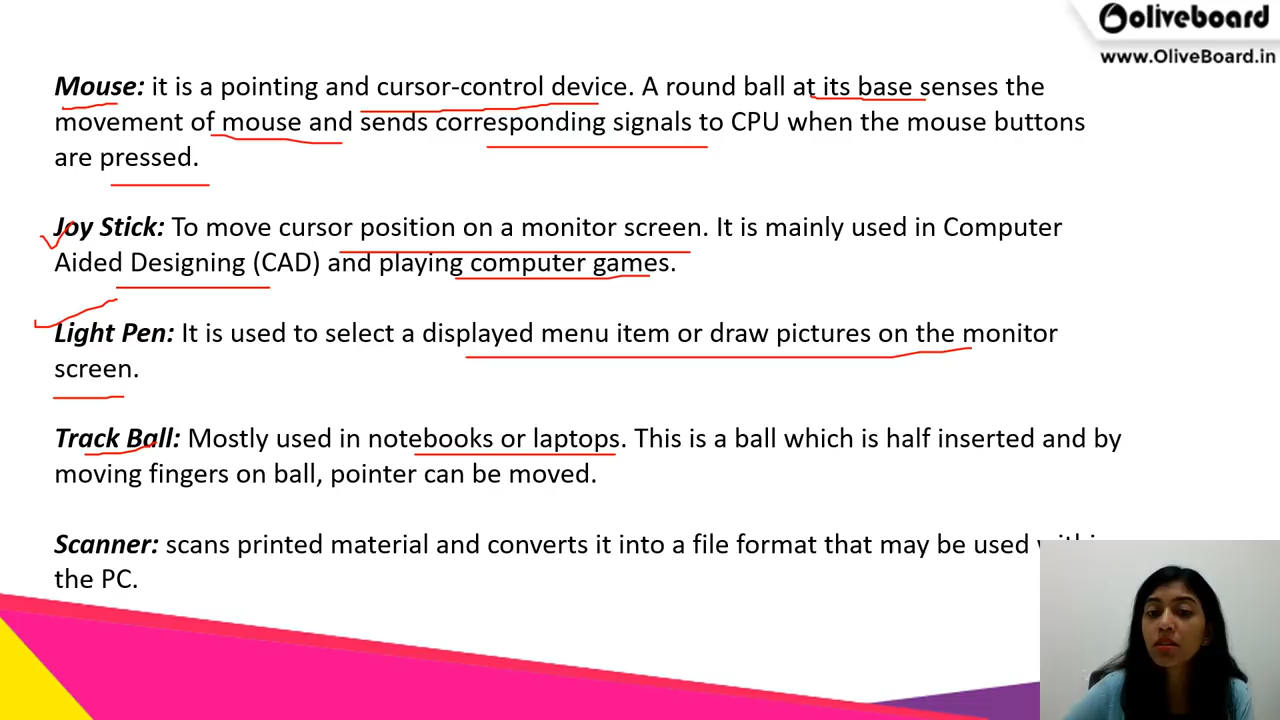 oliveboard
www.OliveBoard.in
Mouse: it is a pointing and cursor-control device. A round ball at its base senses the
movement of mouse and sends corresponding signals to CPU when the mouse buttons
are pressed.
Joy Stick: To move cursor position on a monitor screen. It is mainly used in Computer
Aided Designing (CAD) and playing computer games.
Light Pen: It is used to select a displayed menu item or draw pictures on the monitor
screen.
Track Ball: Mostly used in notebooks or laptops. This is a ball which is half inserted and by
moving fingers on ball, pointer can be moved.
Scanner: scans printed material and converts it into a file format that may be used
the PC.